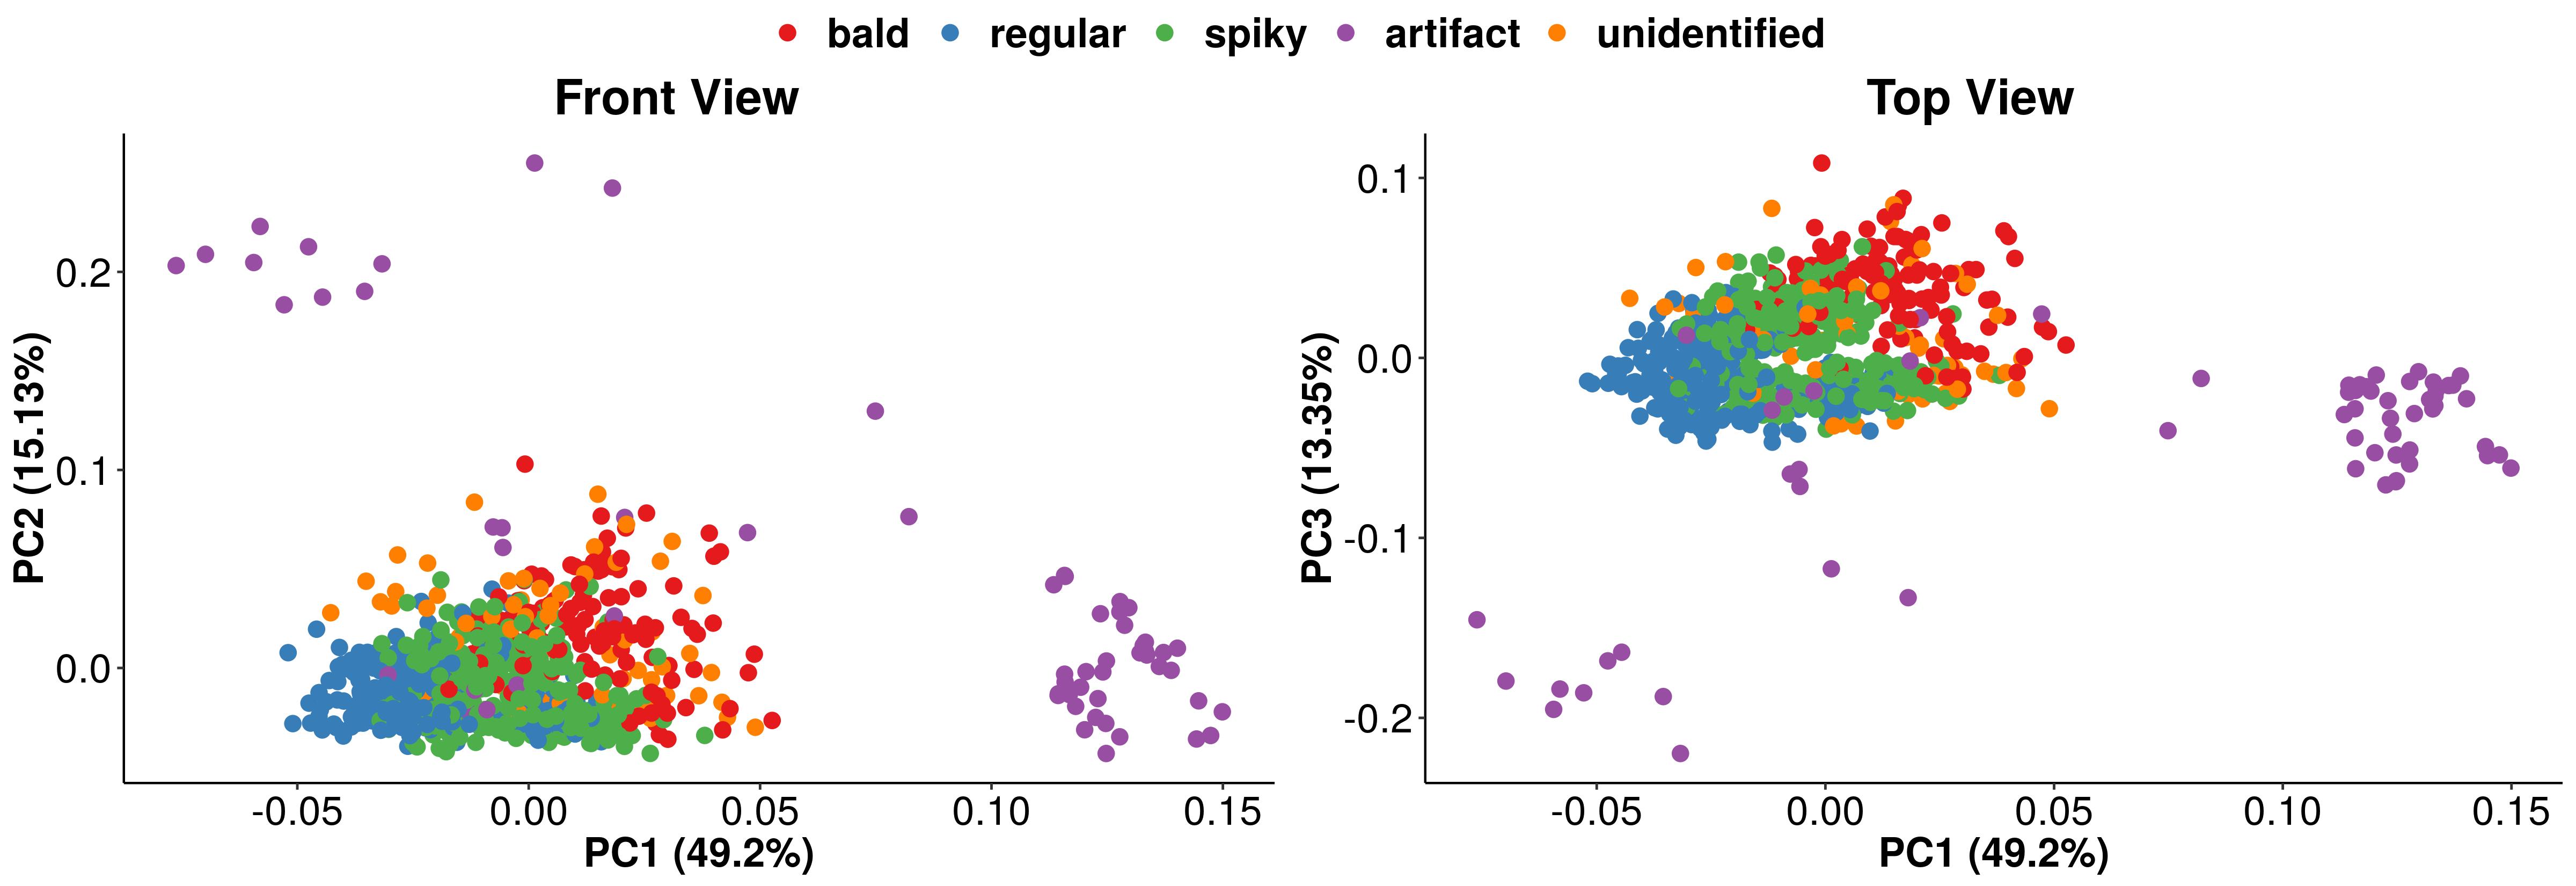 bald regular spiky artifact unidentified
Front View
PC2 (15.13%)
0.2
0.1
0.0
-0.05 0.00 0.05 0.10 0.15
PC1 (49.2%)
Top View
PC3 (13.35%)
0.1
0.0
-0.1
-0.2
-0.05 0.00 0.05 0.10 0.15
PC1 (49.2%)